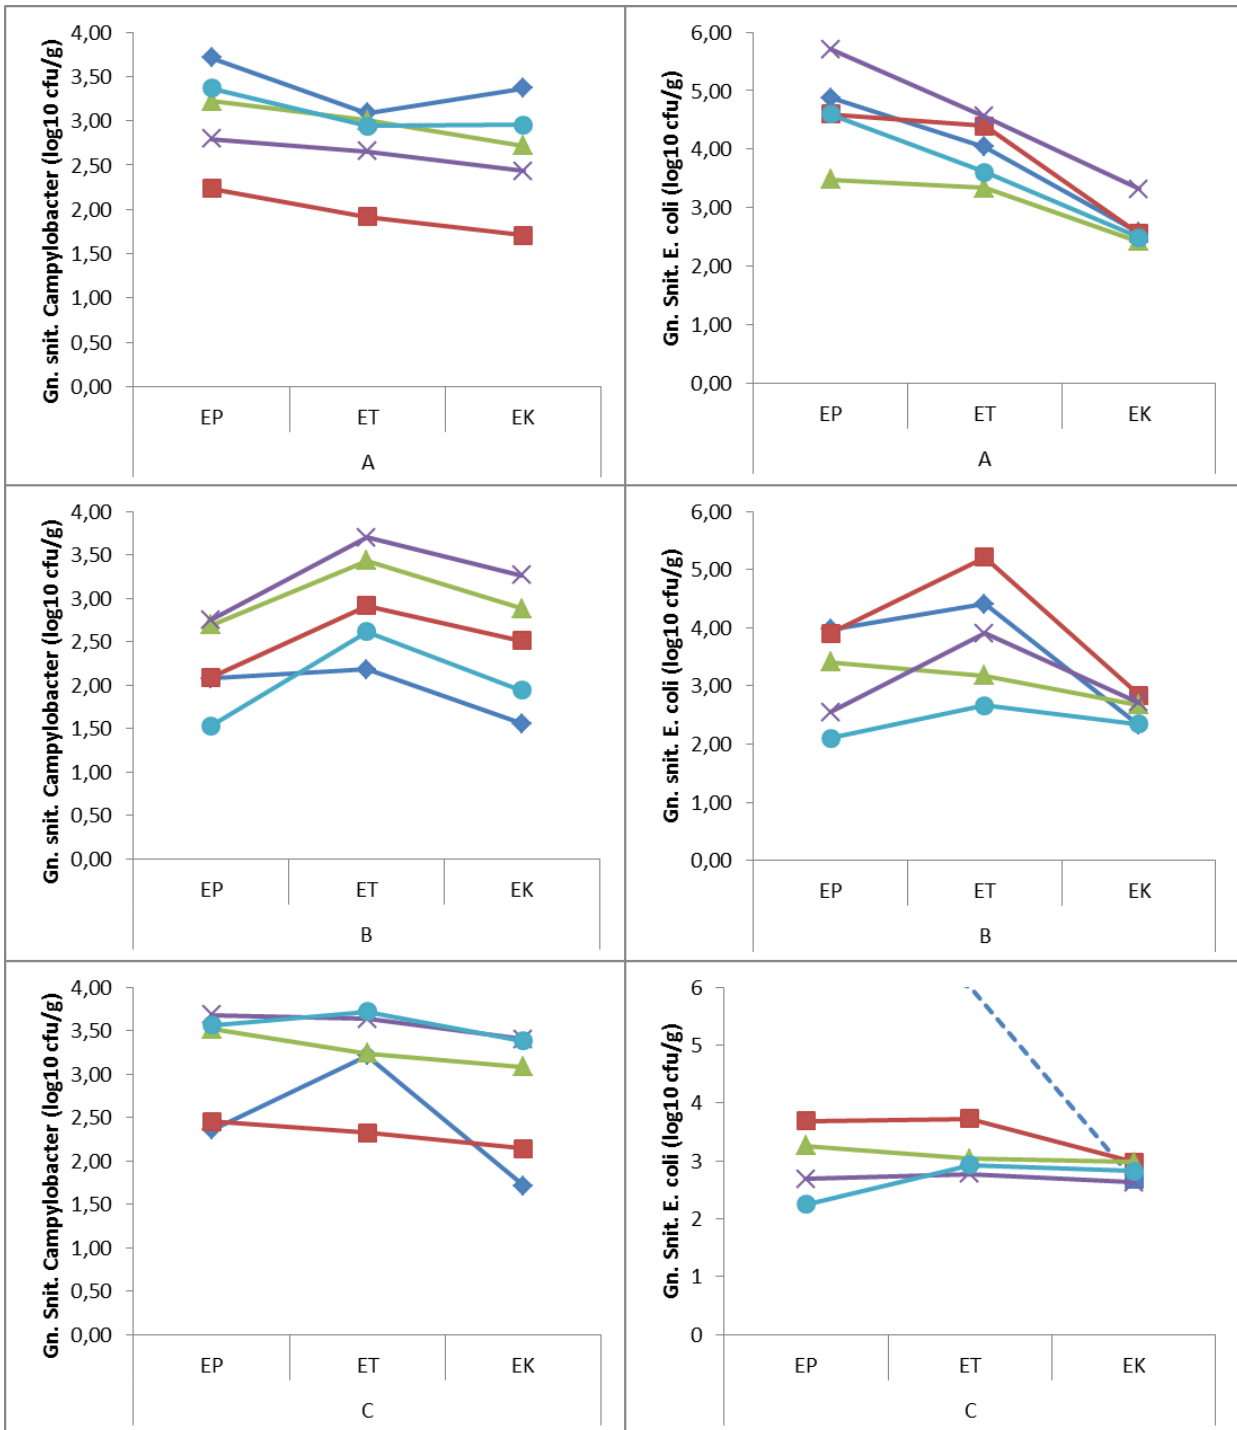 Gn. snit. Campylobacter (log10 cfu/g)
4,00
3,50
3,00
2,50
2,00
1,50
1,00
0,50
0,00
EP ET EK
A
Gn. Snit. E. coli (log10 cfu/g)
6,00
5,00
4,00
3,00
2,00
1,00
0,00
EP ET EK
A
Gn. snit. Campylobacter (log10 cfu/g)
4,00
3,50
3,00
2,50
2,00
1,50
1,00
0,50
0,00
EP ET EK
B
Gn. snit. E. coli (log10 cfu/g)
6,00
5,00
4,00
3,00
2,00
1,00
0,00
EP ET EK
B
Gn. Snit. Campylobacter (log10 cfu/g)
4,00
3,50
3,00
2,50
2,00
1,50
1,00
0,50
0,00
EP ET EK
C
Gn. Snit. E. coli (log10 cfu/g)
6
5
4
3
2
1
0
EP ET EK
C